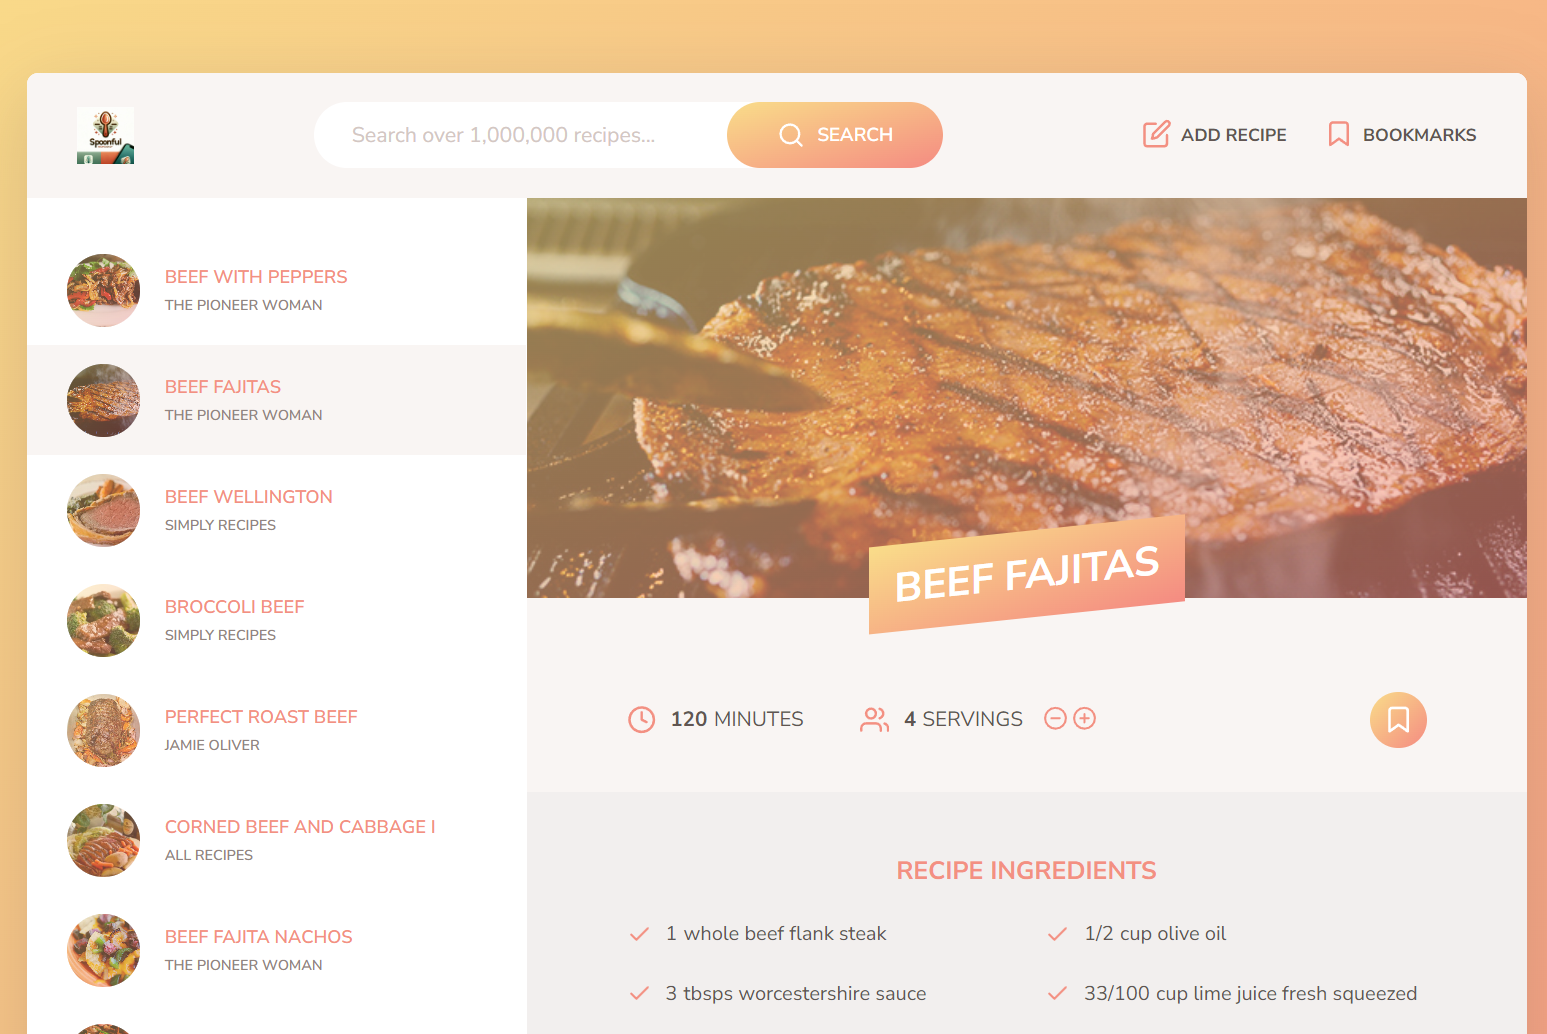 Spoonful
Search over 1,000,000 recipes...
SEARCH
ADD RECIPE
BOOKMARKS
BEEF WITH PEPPERS
THE PIONEER WOMAN
BEEF FAJITAS
THE PIONEER WOMAN
BEEF WELLINGTON
SIMPLY RECIPES
BROCCOLI BEEF
SIMPLY RECIPES
PERFECT ROAST BEEF
JAMIE OLIVER
CORNED BEEF AND CABBAGE I
ALL RECIPES
BEEF FAJITA NACHOS
THE PIONEER WOMAN
BEEF FAJITAS
120 MINUTES
4 SERVINGS
RECIPE INGREDIENTS
1 whole beef flank steak
1/2 cup olive oil
3 tbsps worcestershire sauce
33/100 cup lime juice fresh squeezed